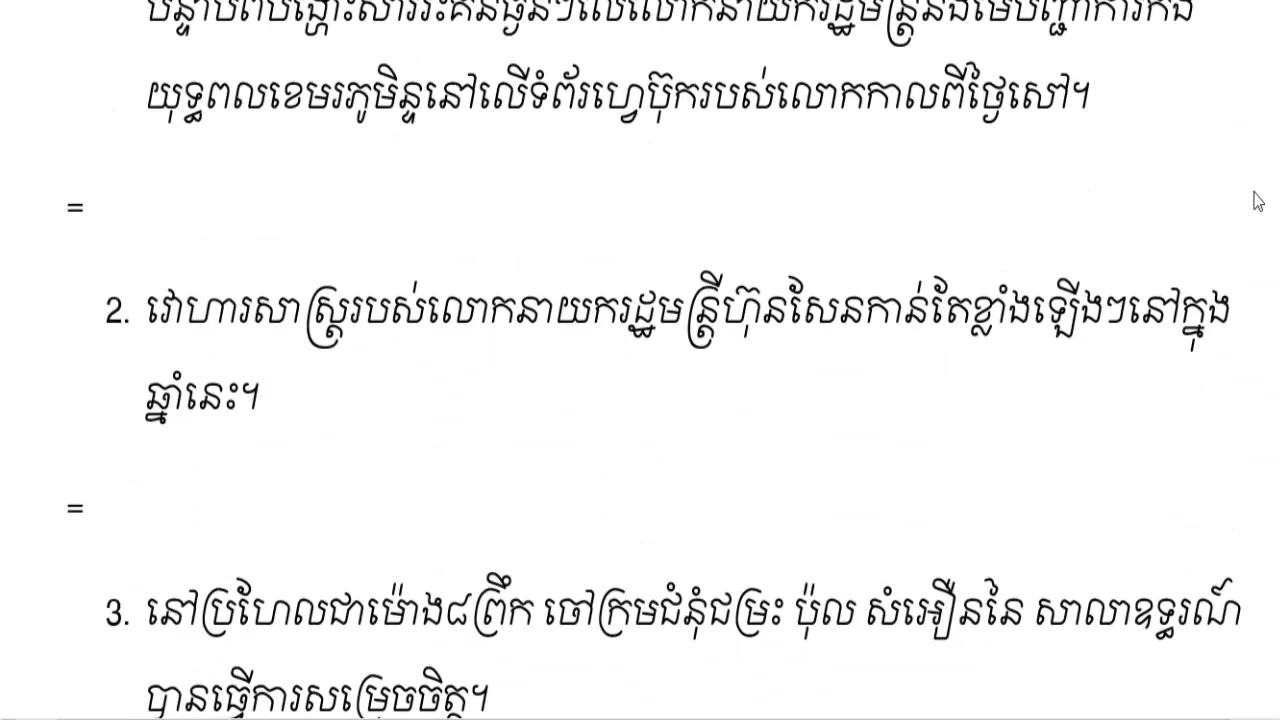 យុទ្ធពលខេមរភូមិន្ទនៅលើទំព័រហ្វេប៊ុករបស់លោកកាលពីថ្ងៃសៅ។
=
2. វោហារសាស្ត្ររបស់លោកនាយករដ្ឋមន្ត្រីហ៊ុនសែនកាន់តែខ្លាំងឡើងៗនៅក្នុង
ឆ្នាំនេះ។
=
3. នៅប្រហែលជាម៉ោង៨ព្រឹក ចៅក្រមជំនុំជម្រះ ប៉ុល សំអឿននៃ សាលាឧទ្ធរណ៍
បានធ្វើការសម្រេចចិត្ត។